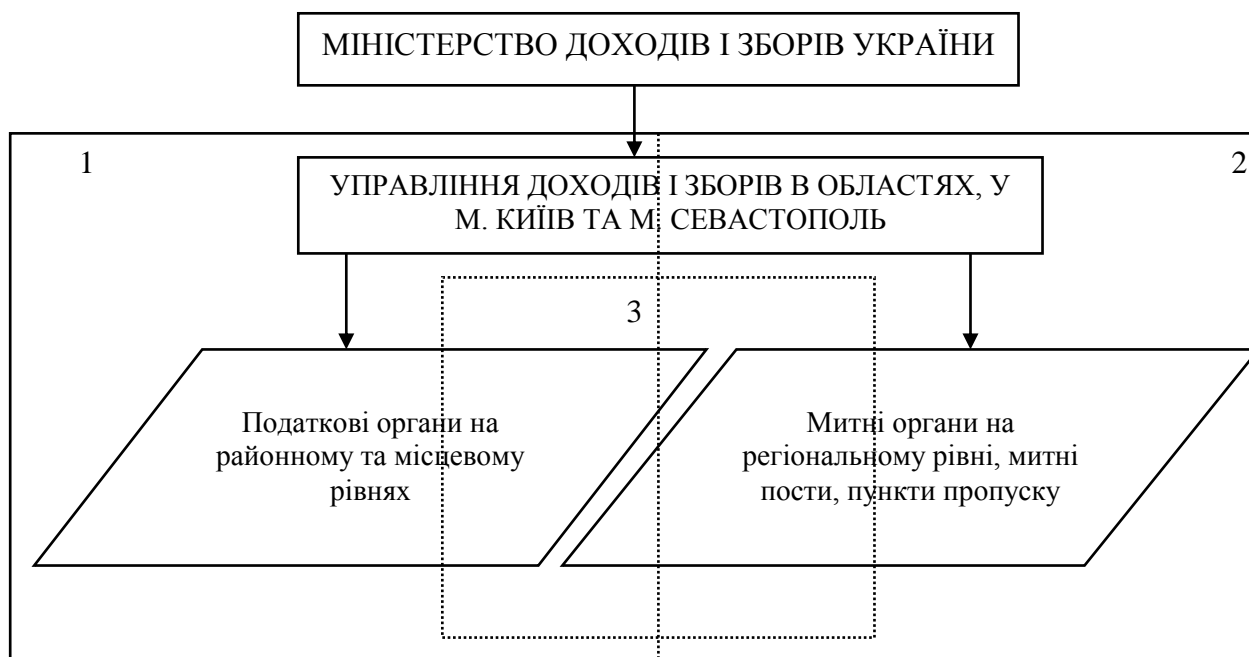 МІНІСТЕРСТВО ДОХОДІВ І ЗБОРІВ УКРАЇНИ
1
2
УПРАВЛІННЯ ДОХОДІВ І ЗБОРІВ В ОБЛАСТЯХ, У
М. КИЇІВ ТА М. СЕВАСТОПОЛЬ
3
Податкові органи на
районному та місцевому
рівнях
Митні органи на
регіональному рівні, митні
пости, пункти пропуску